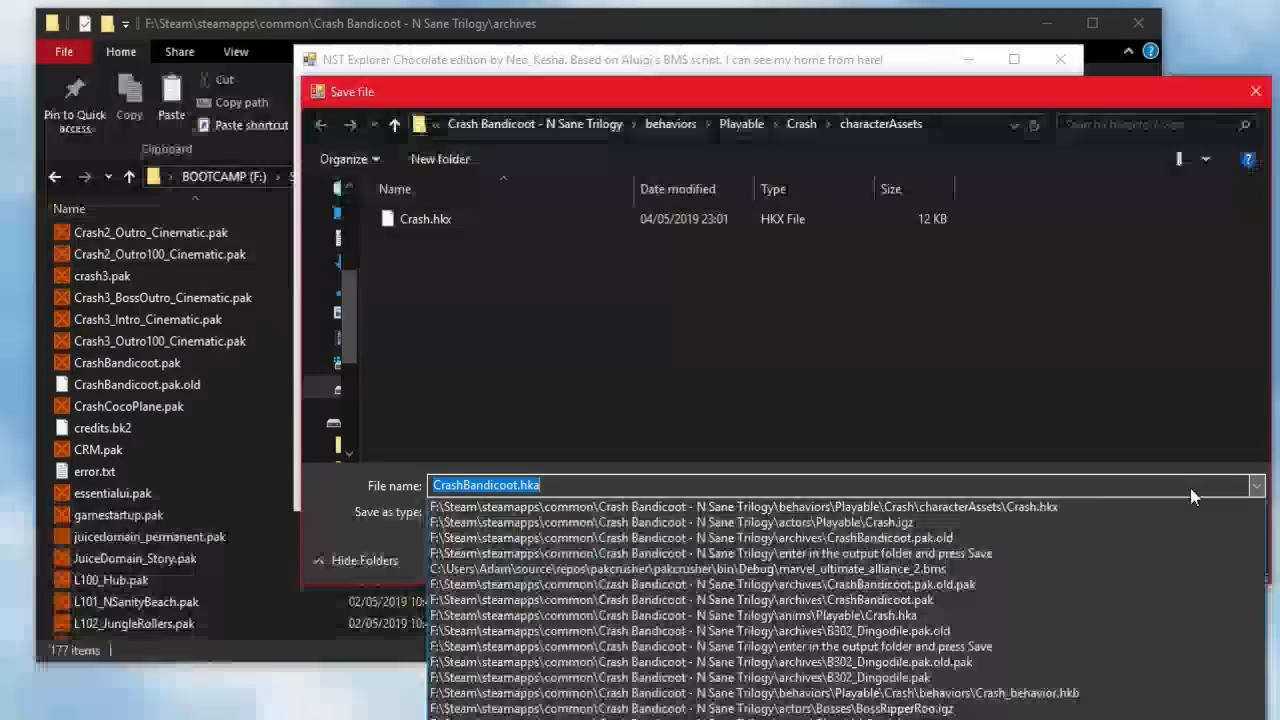 F:\Steam\steamapps\common\Crash Bandicoot - N Sane Trilogy\archives
File Home Share View
NST Explorer Chocolate edition by Neo_Kesha. Based on Aluigi's BMS script. I can see my home from here!
Save file
Pin to Quick access
Copy
Paste
Cut
Copy path
Paste shortcut
Clipboard
Crash Bandicoot - N Sane Trilogy › behaviors › Playable › Crash › characterAssets
Organize New Folder
BOOTCAMP (F:)
Name Date modified Type Size
Crash.hkx 04/05/2019 23:01 HKX File 12 KB
Name
Crash2_Outro_Cinematic.pak
Crash2_Outro100_Cinematic.pak
crash3.pak
Crash3_BossOutro_Cinematic.pak
Crash3_Intro_Cinematic.pak
Crash3_Outro100_Cinematic.pak
CrashBandicoot.pak
CrashBandicoot.pak.old
CrashCocoPlane.pak
credits.bk2
CRM.pak
error.txt
essentialui.pak
gamestartup.pak
juicedomain_permanent.pak
JuiceDomain_Story.pak
L100_Hub.pak
L101_NSanityBeach.pak 02/05/2019 10:
L102_JungleRollers.pak 02/05/2019 10:
177 items
File name: CrashBandicoot.hka
Save as type:
Hide Folders
F:\Steam\steamapps\common\Crash Bandicoot - N Sane Trilogy\behaviors\Playable\Crash\characterAssets\Crash.hkx
F:\Steam\steamapps\common\Crash Bandicoot - N Sane Trilogy\actors\Playable\Crash.igz
F:\Steam\steamapps\common\Crash Bandicoot - N Sane Trilogy\archives\CrashBandicoot.pak.old
F:\Steam\steamapps\common\Crash Bandicoot - N Sane Trilogy\enter in the output folder and press Save
C:\Users\Adam\source\repos\pakcrusher\pakcrusher\bin\Debug\marvel_ultimate_alliance_2.bms
F:\Steam\steamapps\common\Crash Bandicoot - N Sane Trilogy\archives\CrashBandicoot.pak.old.pak
F:\Steam\steamapps\common\Crash Bandicoot - N Sane Trilogy\archives\CrashBandicoot.pak
F:\Steam\steamapps\common\Crash Bandicoot - N Sane Trilogy\anims\Playable\Crash.hka
F:\Steam\steamapps\common\Crash Bandicoot - N Sane Trilogy\archives\B302_Dingodile.pak.old
F:\Steam\steamapps\common\Crash Bandicoot - N Sane Trilogy\enter in the output folder and press Save
F:\Steam\steamapps\common\Crash Bandicoot - N Sane Trilogy\archives\B302_Dingodile.pak.old.pak
F:\Steam\steamapps\common\Crash Bandicoot - N Sane Trilogy\archives\B302_Dingodile.pak
F:\Steam\steamapps\common\Crash Bandicoot - N Sane Trilogy\behaviors\Playable\Crash\behaviors\Crash_behavior.hkb
F:\Steam\steamapps\common\Crash Bandicoot - N Sane Trilogy\actors\Bosses\BossRipperRoo.igz